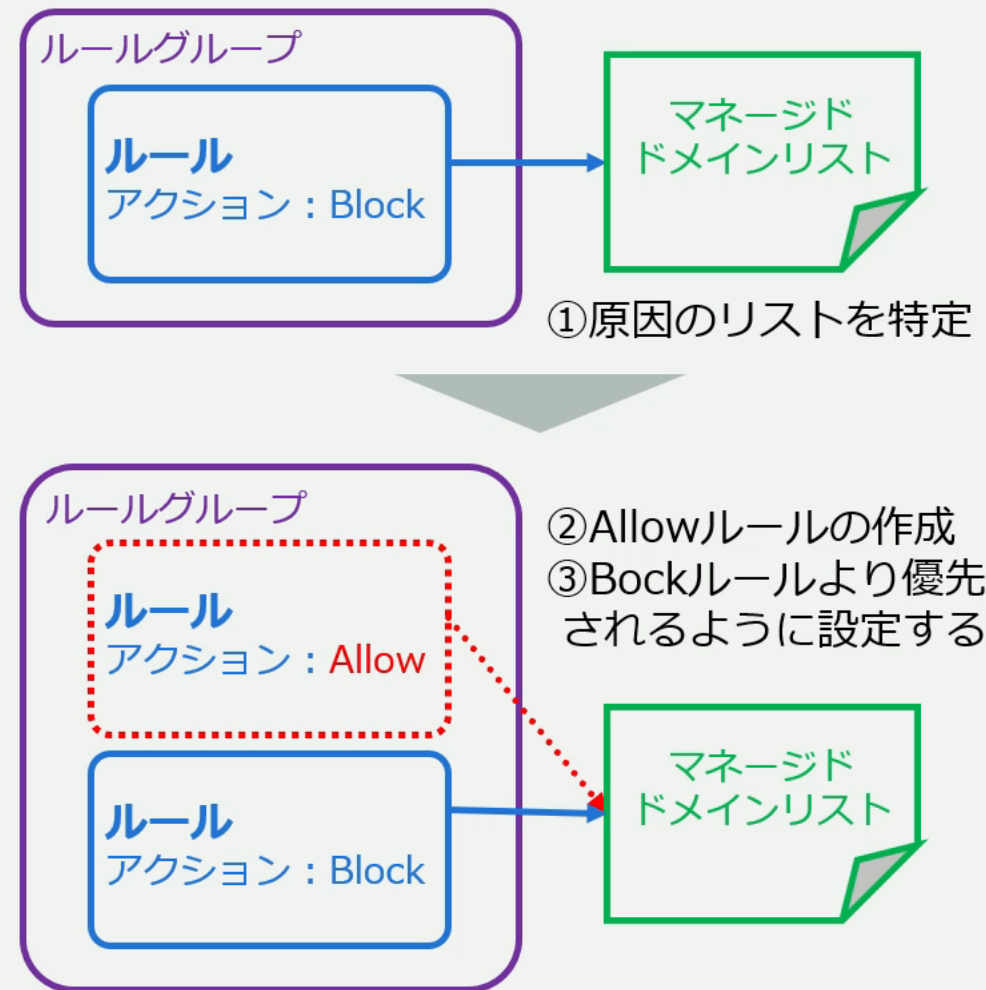 ルールグループ
ルール
アクション：Block
マネージド
ドメインリスト
①原因のリストを特定
ルールグループ
ルール
アクション：Allow
②Allowルールの作成
③Bockルールより優先
されるように設定する
ルール
アクション：Block
マネージド
ドメインリスト